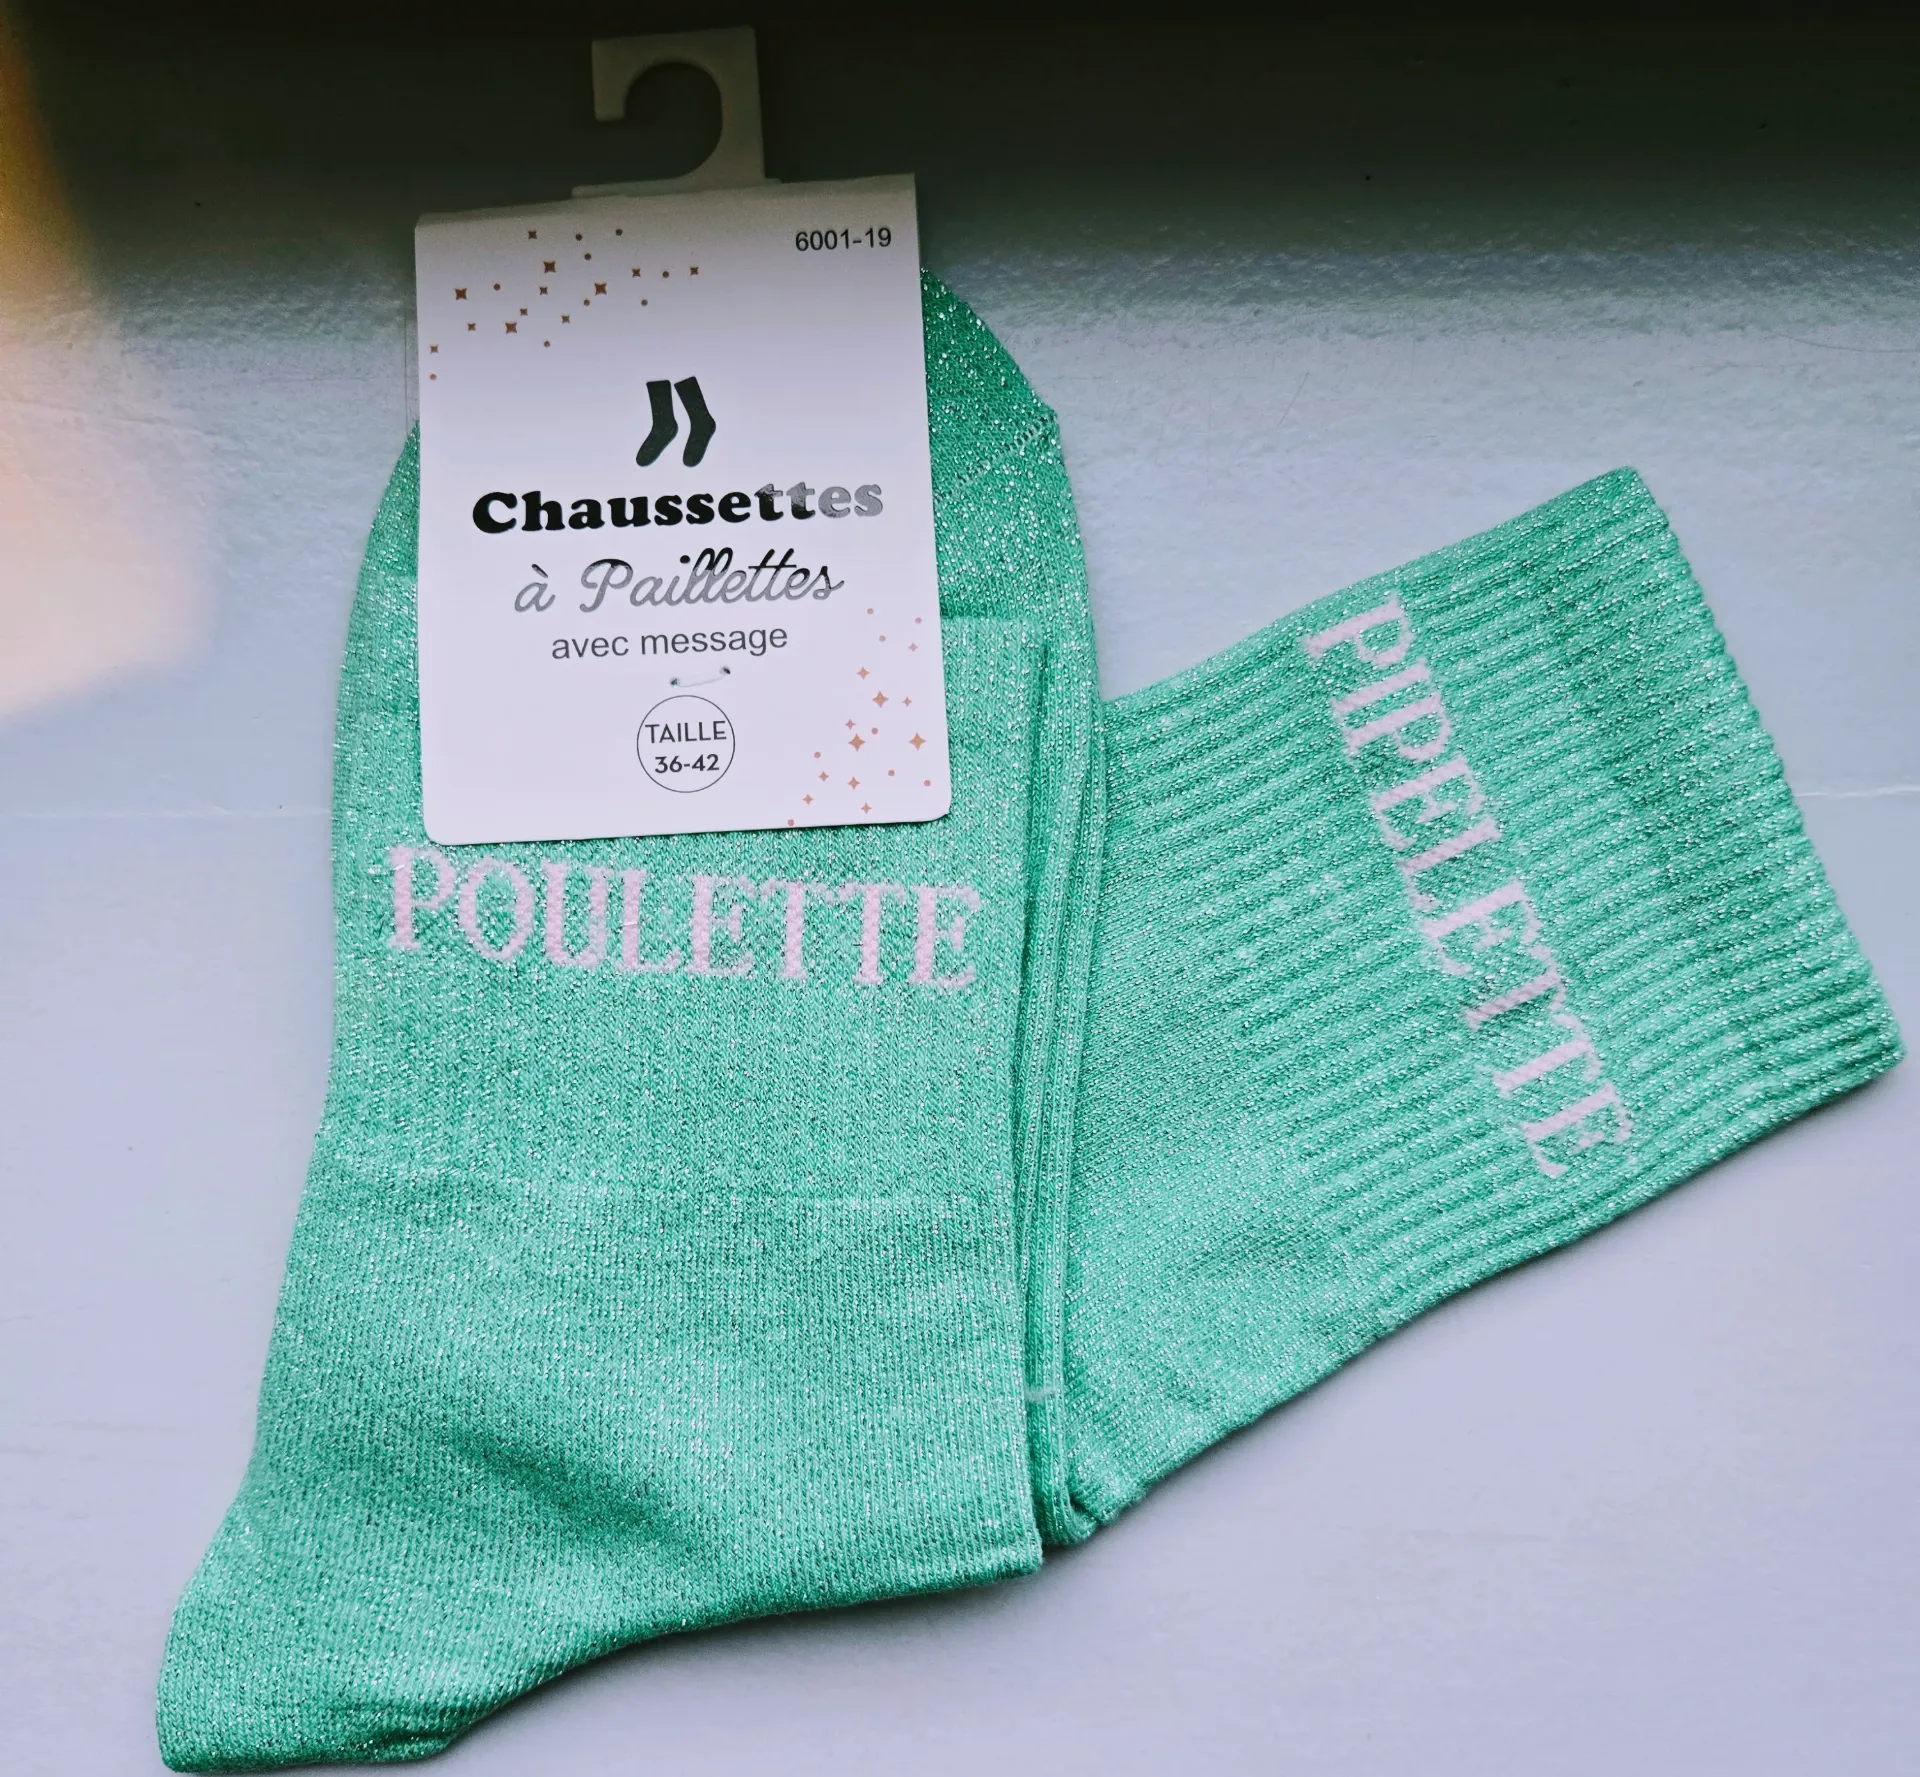 6001-19
Chaussettes
à Paillettes
avec message
TAILLE
36-42
POULETTE
PIPELETTE